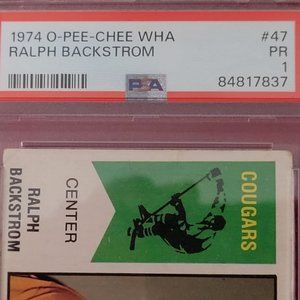 1974 O-PEE-CHEE WHA #47
RALPH BACKSTROM PR
1
PSA 84817837
COUGARS
CENTER
RALPH
BACKSTROM